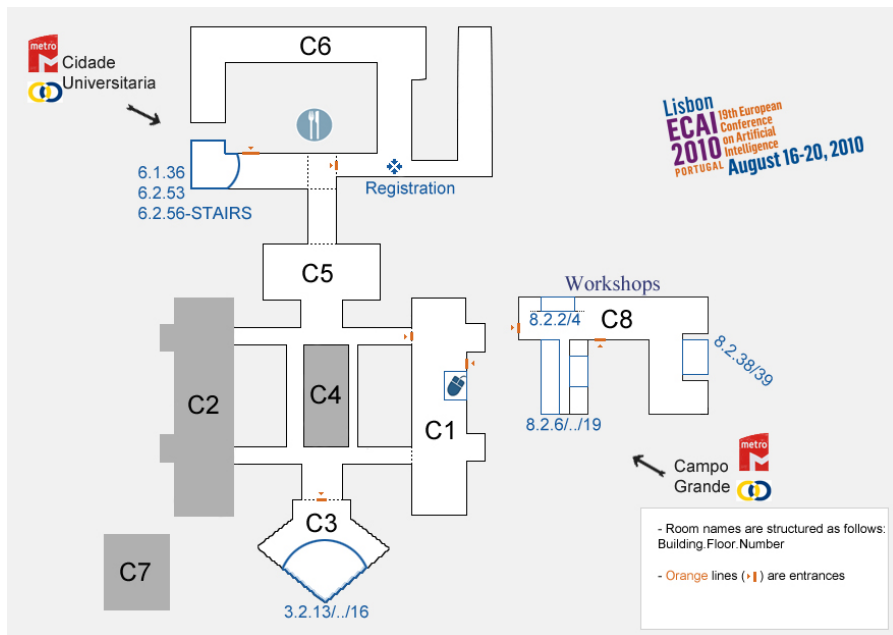 C6
metro
M
Cidade
Universitaria
Lisbon
ECAI
2010
PORTUGAL
19th European
Conference
on Artificial
Intelligence
August 16-20, 2010
6.1.36
6.2.53
6.2.56-STAIRS
Registration
C5
Workshops
8.2.2/4
C8
8.2.38/39
C2
C4
C1
8.2.6/../19
metro
M
Campo
Grande
C3
C7
3.2.13/../16
- Room names are structured as follows:
Building.Floor.Number
- Orange lines ( ) are entrances